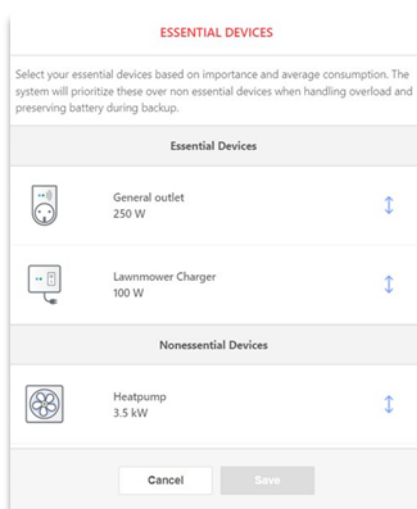 ESSENTIAL DEVICES
Select your essential devices based on importance and average consumption. The
system will prioritize these over non essential devices when handling overload and
preserving battery during backup.
Essential Devices
General outlet
250 W
Lawnmower Charger
100 W
Nonessential Devices
Heatpump
3.5 kW
Cancel
Save